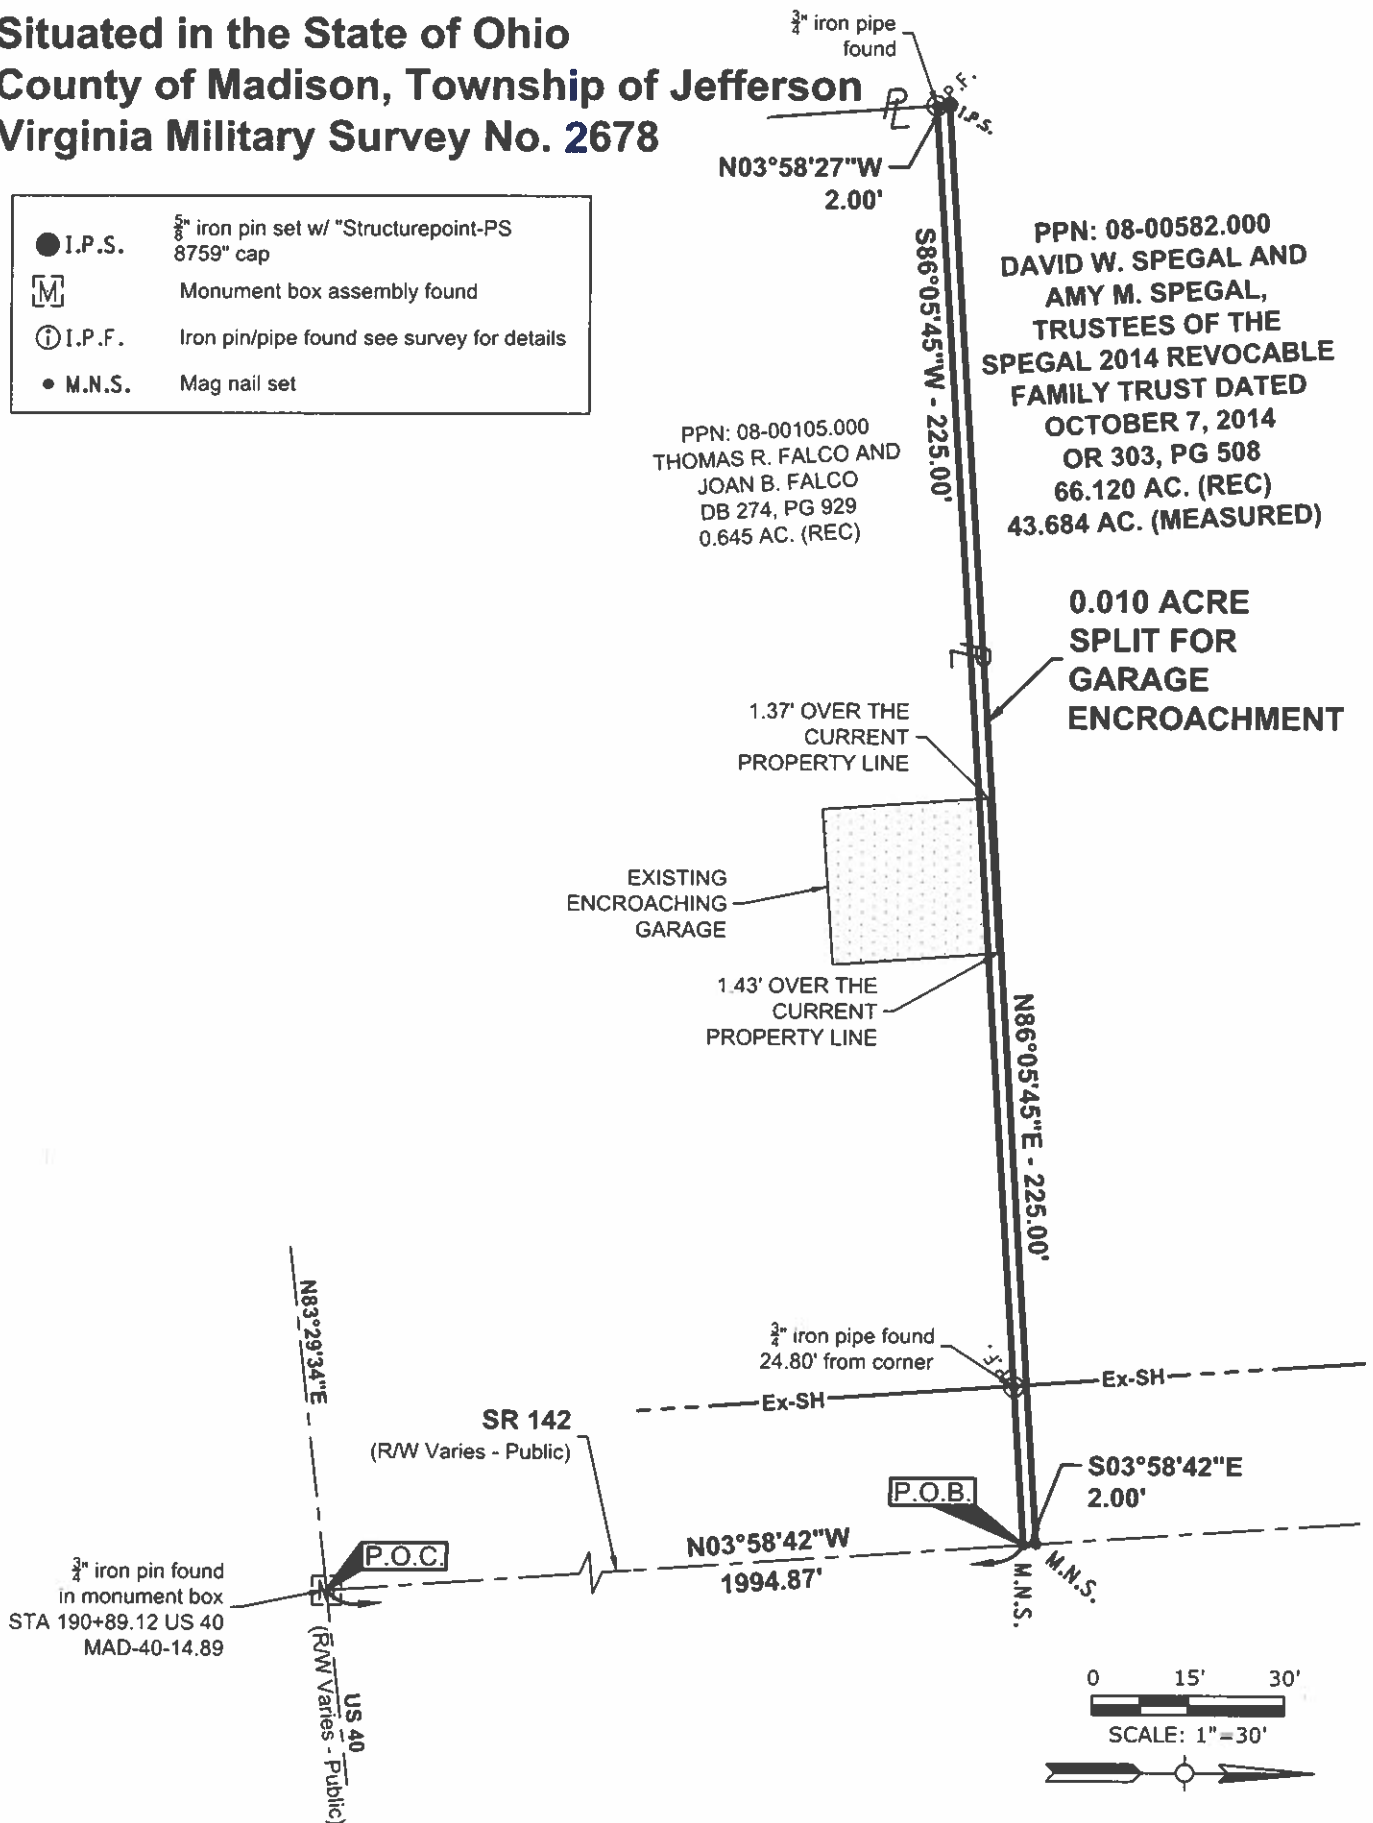 Situated in the State of Ohio
County of Madison, Township of Jefferson
Virginia Military Survey No. 2678
I.P.S.
5/8" iron pin set w/ "Structurepoint-PS
8759" cap
M
Monument box assembly found
I.P.F.
Iron pin/pipe found see survey for details
M.N.S.
Mag nail set
3/4" iron pipe
found
PL
P.F.
I.P.S.
N03°58'27"W
2.00'
S86°05'45"W - 225.00'
PPN: 08-00582.000
DAVID W. SPEGAL AND
AMY M. SPEGAL,
TRUSTEES OF THE
SPEGAL 2014 REVOCABLE
FAMILY TRUST DATED
OCTOBER 7, 2014
OR 303, PG 508
66.120 AC. (REC)
43.684 AC. (MEASURED)
PPN: 08-00105.000
THOMAS R. FALCO AND
JOAN B. FALCO
DB 274, PG 929
0.645 AC. (REC)
0.010 ACRE
SPLIT FOR
GARAGE
ENCROACHMENT
PL
1.37' OVER THE
CURRENT
PROPERTY LINE
EXISTING
ENCROACHING
GARAGE
1.43' OVER THE
CURRENT
PROPERTY LINE
N86°05'45"E - 225.00'
N83°29'34"E
3/4" iron pipe found
24.80' from corner
Ex-SH
Ex-SH
SR 142
(R/W Varies - Public)
S03°58'42"E
2.00'
P.O.B.
N03°58'42"W
1994.87'
P.O.C.
M.N.S.
M.N.S.
3/4" iron pin found
in monument box
STA 190+89.12 US 40
MAD-40-14.89
US 40
(R/W Varies - Public)
0 15' 30'
SCALE: 1"=30'